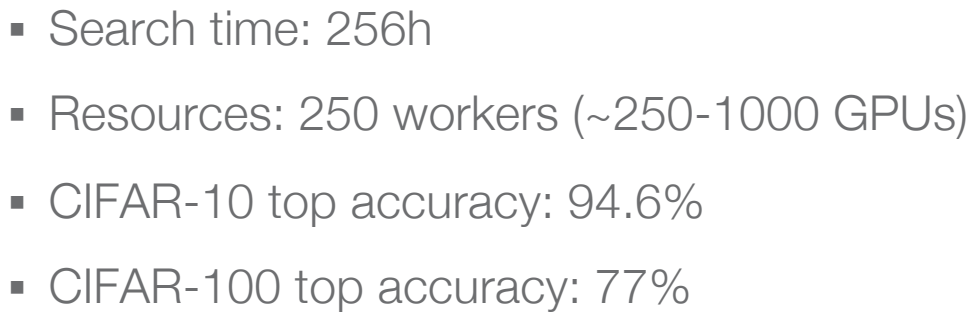 ▪ Search time: 256h
▪ Resources: 250 workers (~250-1000 GPUs)
▪ CIFAR-10 top accuracy: 94.6%
▪ CIFAR-100 top accuracy: 77%